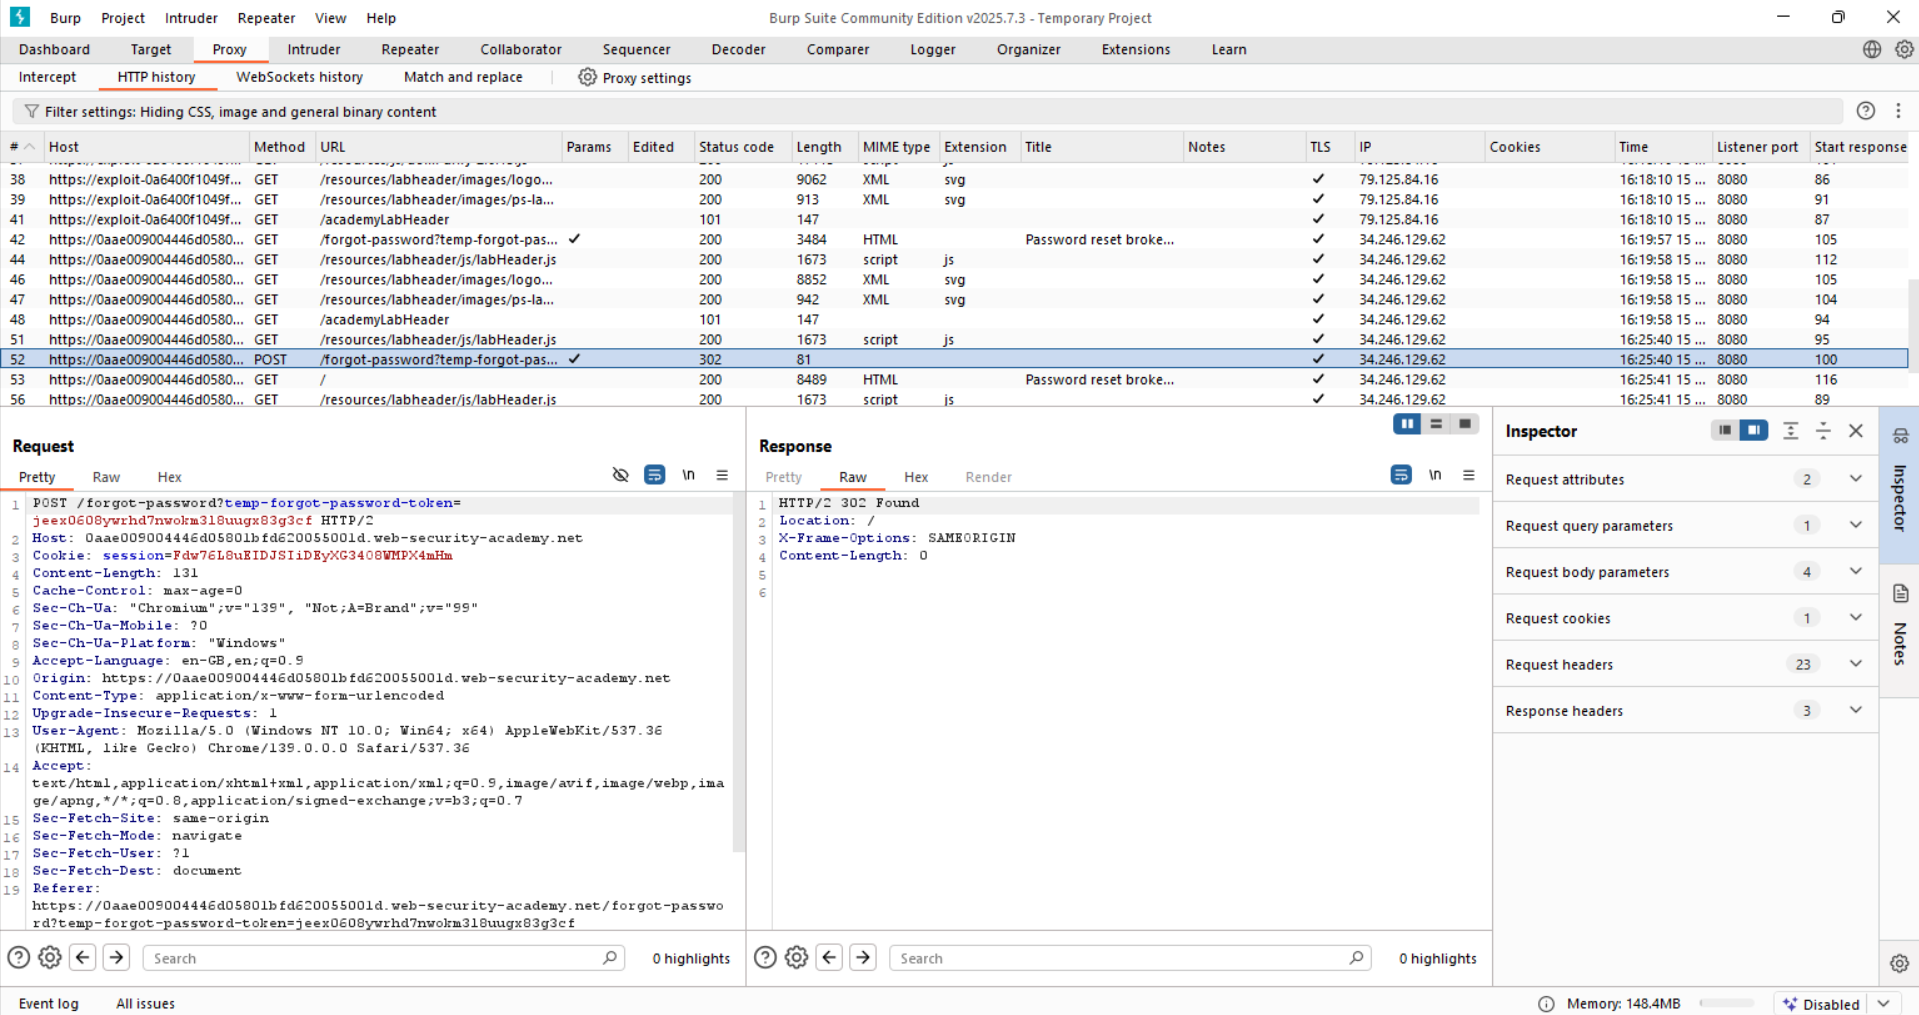 Burp Project Intruder Repeater View Help Burp Suite Community Edition v2025.7.3 - Temporary Project
Dashboard Target Proxy Intruder Repeater Collaborator Sequencer Decoder Comparer Logger Organizer Extensions Learn
Intercept HTTP history WebSockets history Match and replace Proxy settings
Filter settings: Hiding CSS, image and general binary content
# Host Method URL Params Edited Status code Length MIME type Extension Title Notes TLS IP Cookies Time Listener port Start response
38 https://exploit-0a6400f1049f... GET /resources/labheader/images/logo... 200 9062 XML svg ✓ 79.125.84.16 16:18:10 15 ... 8080 86
39 https://exploit-0a6400f1049f... GET /resources/labheader/images/ps-la... 200 913 XML svg ✓ 79.125.84.16 16:18:10 15 ... 8080 91
41 https://exploit-0a6400f1049f... GET /academyLabHeader 101 147 ✓ 79.125.84.16 16:18:10 15 ... 8080 87
42 https://0aae009004446d0580... GET /forgot-password?temp-forgot-pas... ✓ 200 3484 HTML Password reset broke... ✓ 34.246.129.62 16:19:57 15 ... 8080 105
44 https://0aae009004446d0580... GET /resources/labheader/js/labHeader.js 200 1673 script js ✓ 34.246.129.62 16:19:58 15 ... 8080 112
46 https://0aae009004446d0580... GET /resources/labheader/images/logo... 200 8852 XML svg ✓ 34.246.129.62 16:19:58 15 ... 8080 105
47 https://0aae009004446d0580... GET /resources/labheader/images/ps-la... 200 942 XML svg ✓ 34.246.129.62 16:19:58 15 ... 8080 104
48 https://0aae009004446d0580... GET /academyLabHeader 101 147 ✓ 34.246.129.62 16:19:58 15 ... 8080 94
51 https://0aae009004446d0580... GET /resources/labheader/js/labHeader.js 200 1673 script js ✓ 34.246.129.62 16:25:40 15 ... 8080 95
52 https://0aae009004446d0580... POST /forgot-password?temp-forgot-pas... ✓ 302 81 ✓ 34.246.129.62 16:25:40 15 ... 8080 100
53 https://0aae009004446d0580... GET / 200 8489 HTML Password reset broke... ✓ 34.246.129.62 16:25:41 15 ... 8080 116
56 https://0aae009004446d0580... GET /resources/labheader/js/labHeader.js 200 1673 script js ✓ 34.246.129.62 16:25:41 15 ... 8080 89
Request
Pretty Raw Hex \n
1 POST /forgot-password?temp-forgot-password-token=
jeex0608ywrhd7nwokm318uugx83g3cf HTTP/2
2 Host: 0aae009004446d05801bfd620055001d.web-security-academy.net
3 Cookie: session=Fdw76L8uEIDJSIiDEyXG3408WMPX4mHm
4 Content-Length: 131
5 Cache-Control: max-age=0
6 Sec-Ch-Ua: "Chromium";v="139", "Not;A=Brand";v="99"
7 Sec-Ch-Ua-Mobile: ?0
8 Sec-Ch-Ua-Platform: "Windows"
9 Accept-Language: en-GB,en;q=0.9
10 Origin: https://0aae009004446d05801bfd620055001d.web-security-academy.net
11 Content-Type: application/x-www-form-urlencoded
12 Upgrade-Insecure-Requests: 1
13 User-Agent: Mozilla/5.0 (Windows NT 10.0; Win64; x64) AppleWebKit/537.36
(KHTML, like Gecko) Chrome/139.0.0.0 Safari/537.36
14 Accept:
text/html,application/xhtml+xml,application/xml;q=0.9,image/avif,image/webp,ima
ge/apng,*/*;q=0.8,application/signed-exchange;v=b3;q=0.7
15 Sec-Fetch-Site: same-origin
16 Sec-Fetch-Mode: navigate
17 Sec-Fetch-User: ?1
18 Sec-Fetch-Dest: document
19 Referer:
https://0aae009004446d05801bfd620055001d.web-security-academy.net/forgot-passwo
rd?temp-forgot-password-token=jeex0608ywrhd7nwokm318uugx83g3cf
Search 0 highlights
Response
Pretty Raw Hex Render \n
1 HTTP/2 302 Found
2 Location: /
3 X-Frame-Options: SAMEORIGIN
4 Content-Length: 0
5
6
Search 0 highlights
Inspector
Request attributes 2
Request query parameters 1
Request body parameters 4
Request cookies 1
Request headers 23
Response headers 3
Inspector
Notes
Event log All issues Memory: 148.4MB Disabled